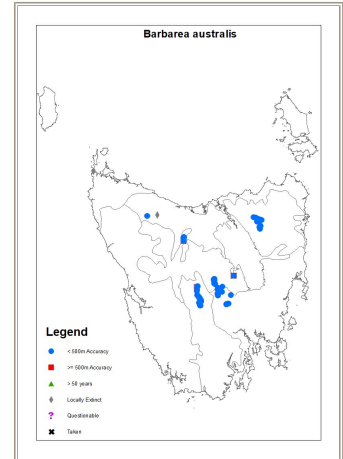 Barbarea australis
Legend
< 500m Accuracy
>= 500m Accuracy
> 50 years
Locally Extinct
Questionable
Taken